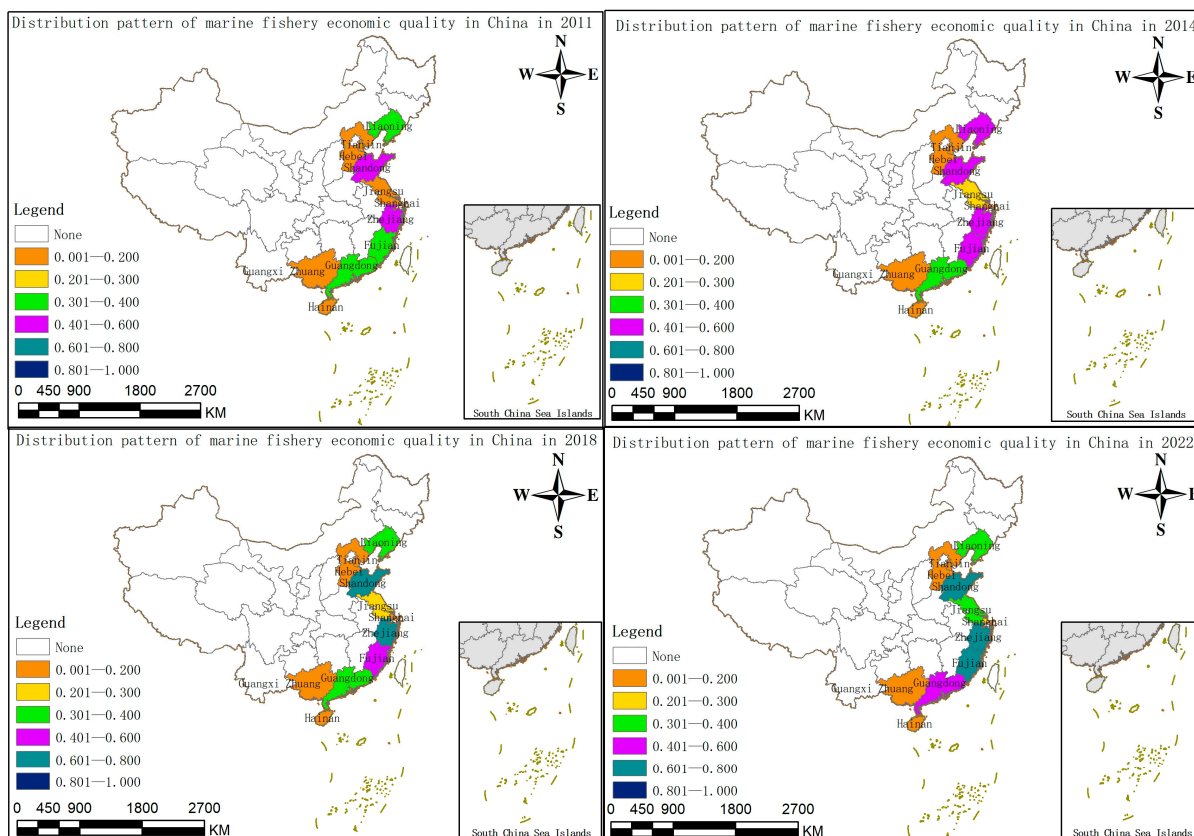 Distribution pattern of marine fishery economic quality in China in 2011
N
W E
S
Liaoning
Tianjin
Hebei
Shandong
Jiangsu
Shanghai
Zhejiang
Fujian
Guangdong
Guangxi Zhuang
Hainan
Legend
None
0.001—0.200
0.201—0.300
0.301—0.400
0.401—0.600
0.601—0.800
0.801—1.000
0 450 900 1800 2700
KM
South China Sea Islands
Distribution pattern of marine fishery economic quality in China in 2014
N
W E
S
Liaoning
Tianjin
Hebei
Shandong
Jiangsu
Shanghai
Zhejiang
Fujian
Guangdong
Guangxi Zhuang
Hainan
Legend
None
0.001—0.200
0.201—0.300
0.301—0.400
0.401—0.600
0.601—0.800
0.801—1.000
0 450 900 1800 2700
KM
South China Sea Islands
Distribution pattern of marine fishery economic quality in China in 2018
N
W E
S
Liaoning
Tianjin
Hebei
Shandong
Jiangsu
Shanghai
Zhejiang
Fujian
Guangdong
Guangxi Zhuang
Hainan
Legend
None
0.001—0.200
0.201—0.300
0.301—0.400
0.401—0.600
0.601—0.800
0.801—1.000
0 450 900 1800 2700
KM
South China Sea Islands
Distribution pattern of marine fishery economic quality in China in 2022
N
W E
S
Liaoning
Tianjin
Hebei
Shandong
Jiangsu
Shanghai
Zhejiang
Fujian
Guangdong
Guangxi Zhuang
Hainan
Legend
None
0.001—0.200
0.201—0.300
0.301—0.400
0.401—0.600
0.601—0.800
0.801—1.000
0 450 900 1800 2700
KM
South China Sea Islands